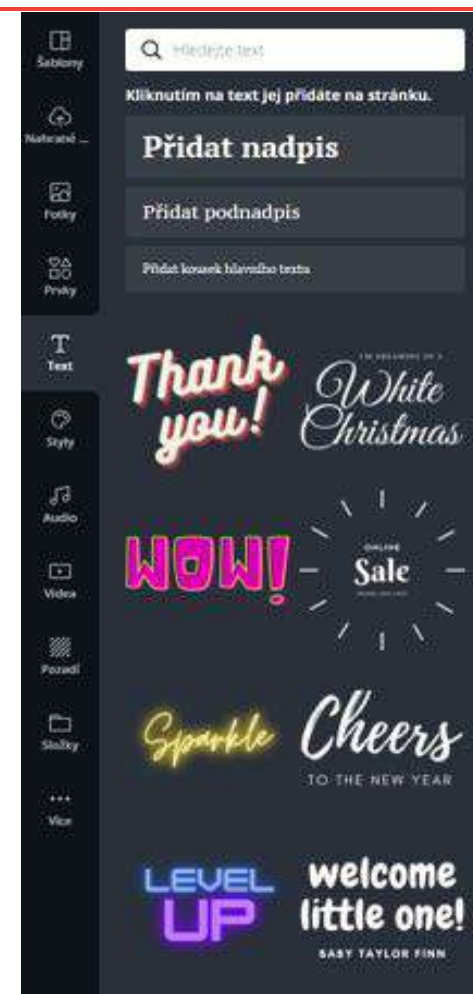 Šablony
Nahrané ...
Fotky
Prvky
Text
Styly
Audio
Videa
Pozadí
Složky
Více
Hledejte text
Kliknutím na text jej přidáte na stránku.
Přidat nadpis
Přidat podnadpis
Přidat kousek hlavního textu
Thank
you!
I'M DREAMING OF A
White
Christmas
WOW!
ONLINE
Sale
Sparkle
Cheers
TO THE NEW YEAR
LEVEL
UP
welcome
little one!
BABY TAYLOR FINN